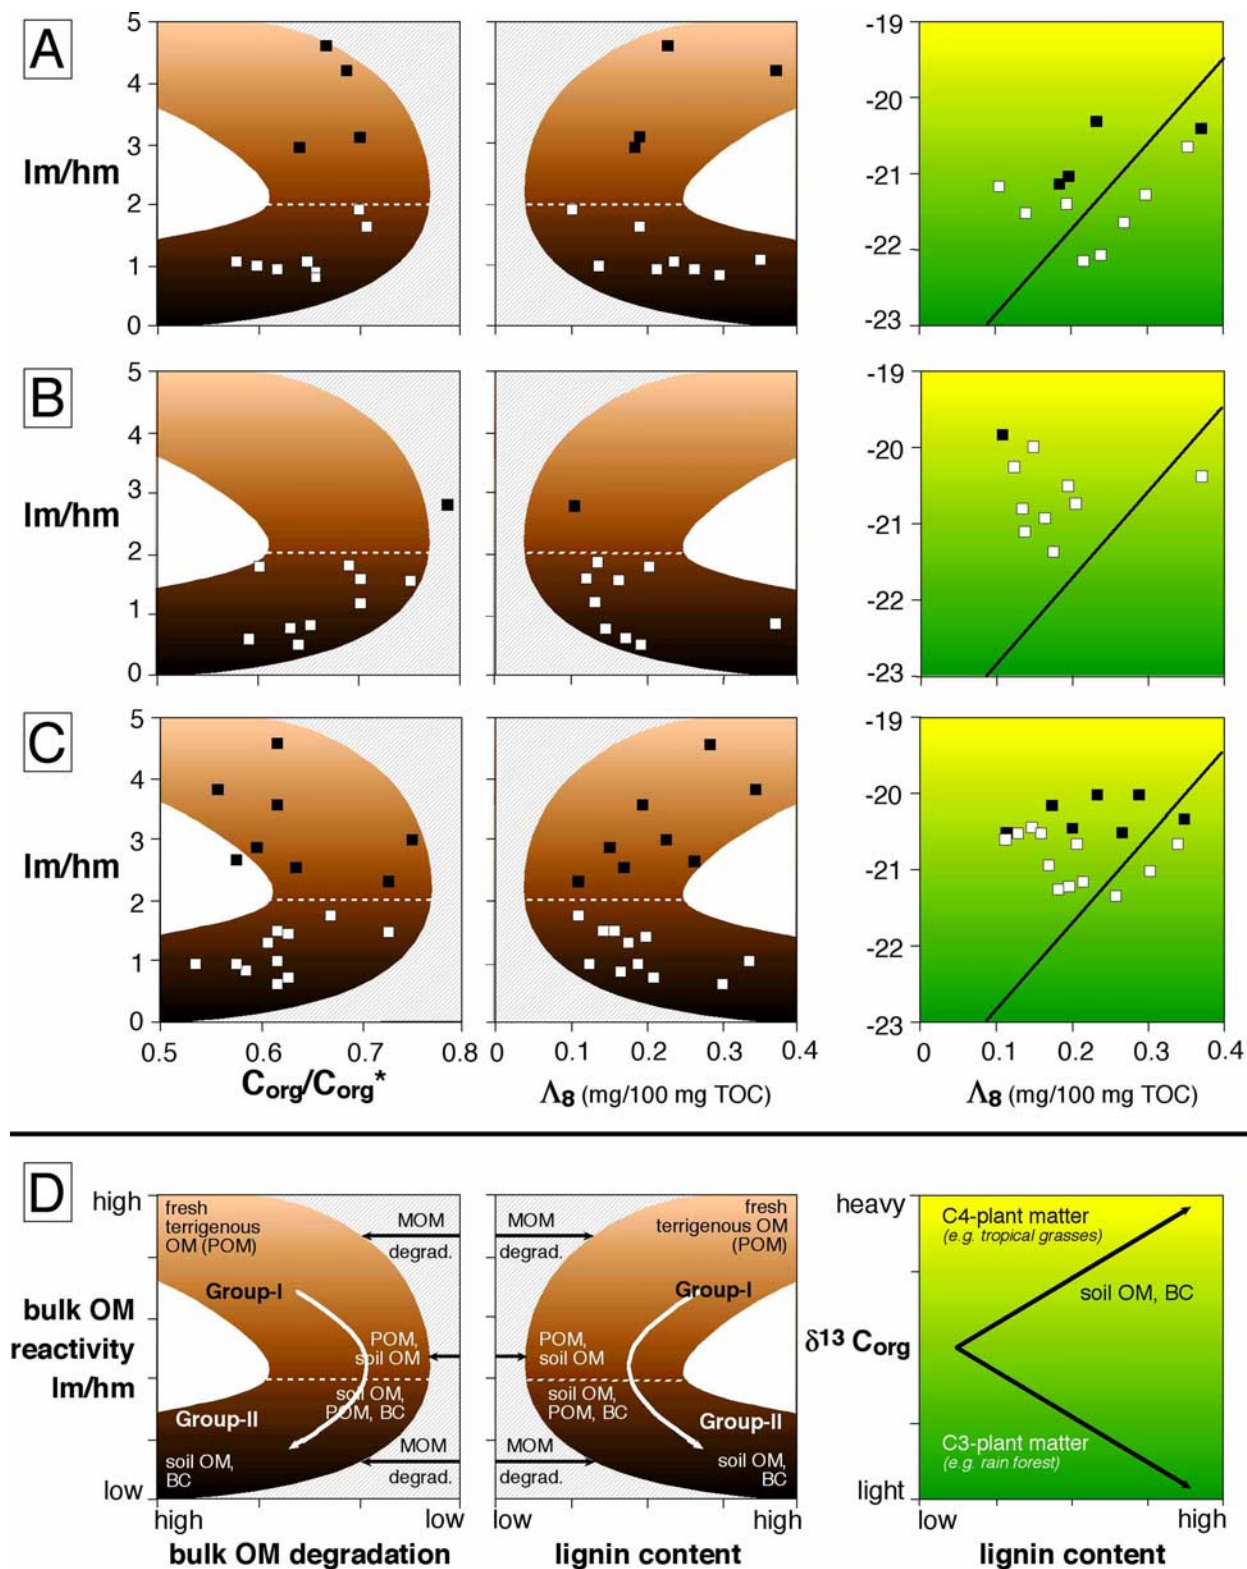 A
5
4
3
2
1
0
lm/hm
-19
-20
-21
-22
-23
B
5
4
3
2
1
0
lm/hm
-19
-20
-21
-22
-23
C
5
4
3
2
1
0
lm/hm
-19
-20
-21
-22
-23
0.5 0.6 0.7 0.8
Corg/Corg*
0.1 0.2 0.3 0.4
Λ8 (mg/100 mg TOC)
0 0.1 0.2 0.3 0.4
Λ8 (mg/100 mg TOC)
D
high
bulk OM
reactivity
lm/hm
low
fresh
terrigenous
OM (POM)
MOM
degrad.
Group-I
POM,
soil OM
soil OM,
POM, BC
Group-II
soil OM,
BC
MOM
degrad.
high low
bulk OM degradation
MOM
degrad.
fresh
terrigenous OM
(POM)
Group-I
POM,
soil OM
soil OM,
POM, BC
Group-II
MOM
degrad.
soil OM,
BC
low high
lignin content
heavy
δ13 Corg
light
C4-plant matter
(e.g. tropical grasses)
soil OM, BC
C3-plant matter
(e.g. rain forest)
low high
lignin content